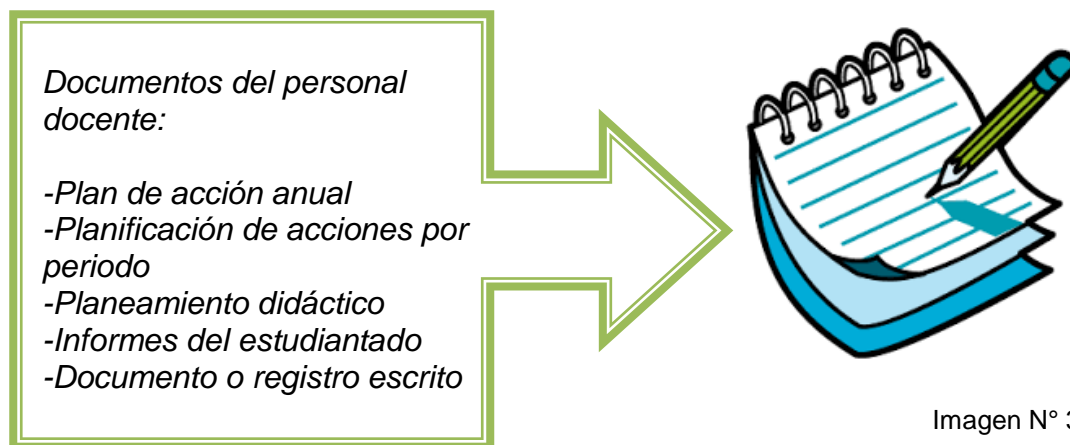 Documentos del personal
docente:
-Plan de acción anual
-Planificación de acciones por
periodo
-Planeamiento didáctico
-Informes del estudiantado
-Documento o registro escrito
Imagen N° 3